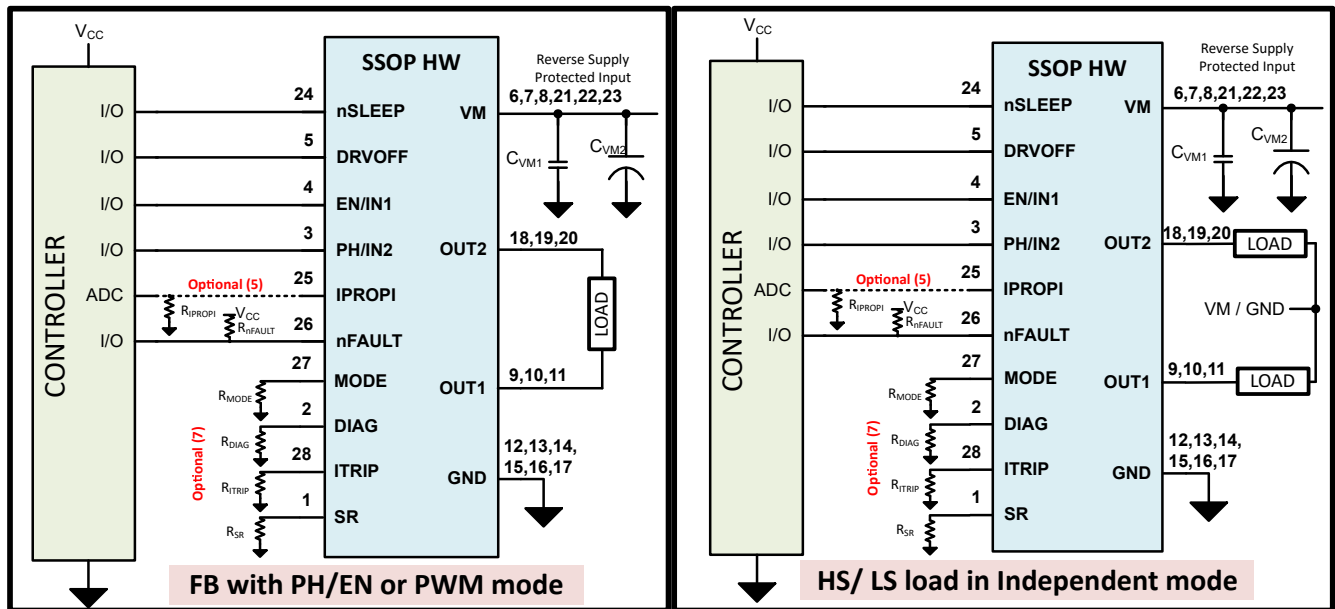 VCC
CONTROLLER
I/O
I/O
I/O
I/O
ADC
I/O
24
5
4
3
Optional (5)
25
RIPROPI
VCC
RnFAULT
26
27
RMODE
2
RDIAG
28
RITRIP
1
RSR
Optional (7)
SSOP HW
nSLEEP
DRVOFF
EN/IN1
PH/IN2
IPROPI
nFAULT
MODE
DIAG
ITRIP
SR
VM
OUT2
OUT1
GND
Reverse Supply
Protected Input
6,7,8,21,22,23
CVM1
CVM2
18,19,20
LOAD
9,10,11
12,13,14,
15,16,17
FB with PH/EN or PWM mode
VCC
CONTROLLER
I/O
I/O
I/O
I/O
ADC
I/O
24
5
4
3
Optional (5)
25
RIPROPI
VCC
RnFAULT
26
27
RMODE
2
RDIAG
28
RITRIP
1
RSR
Optional (7)
SSOP HW
nSLEEP
DRVOFF
EN/IN1
PH/IN2
IPROPI
nFAULT
MODE
DIAG
ITRIP
SR
VM
OUT2
OUT1
GND
Reverse Supply
Protected Input
6,7,8,21,22,23
CVM1
CVM2
18,19,20
LOAD
VM / GND
9,10,11
LOAD
12,13,14,
15,16,17
HS/ LS load in Independent mode